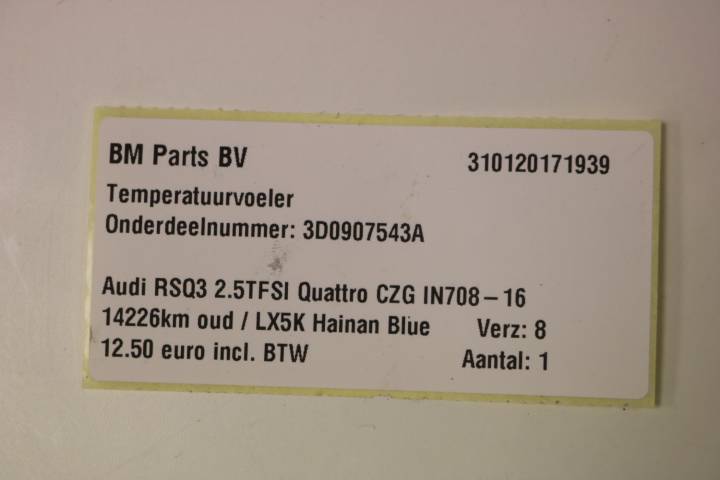 BM Parts BV 310120171939
Temperatuurvoeler
Onderdeelnummer: 3D0907543A
Audi RSQ3 2.5TFSI Quattro CZG IN708-16
14226km oud / LX5K Hainan Blue Verz: 8
12.50 euro incl. BTW Aantal: 1